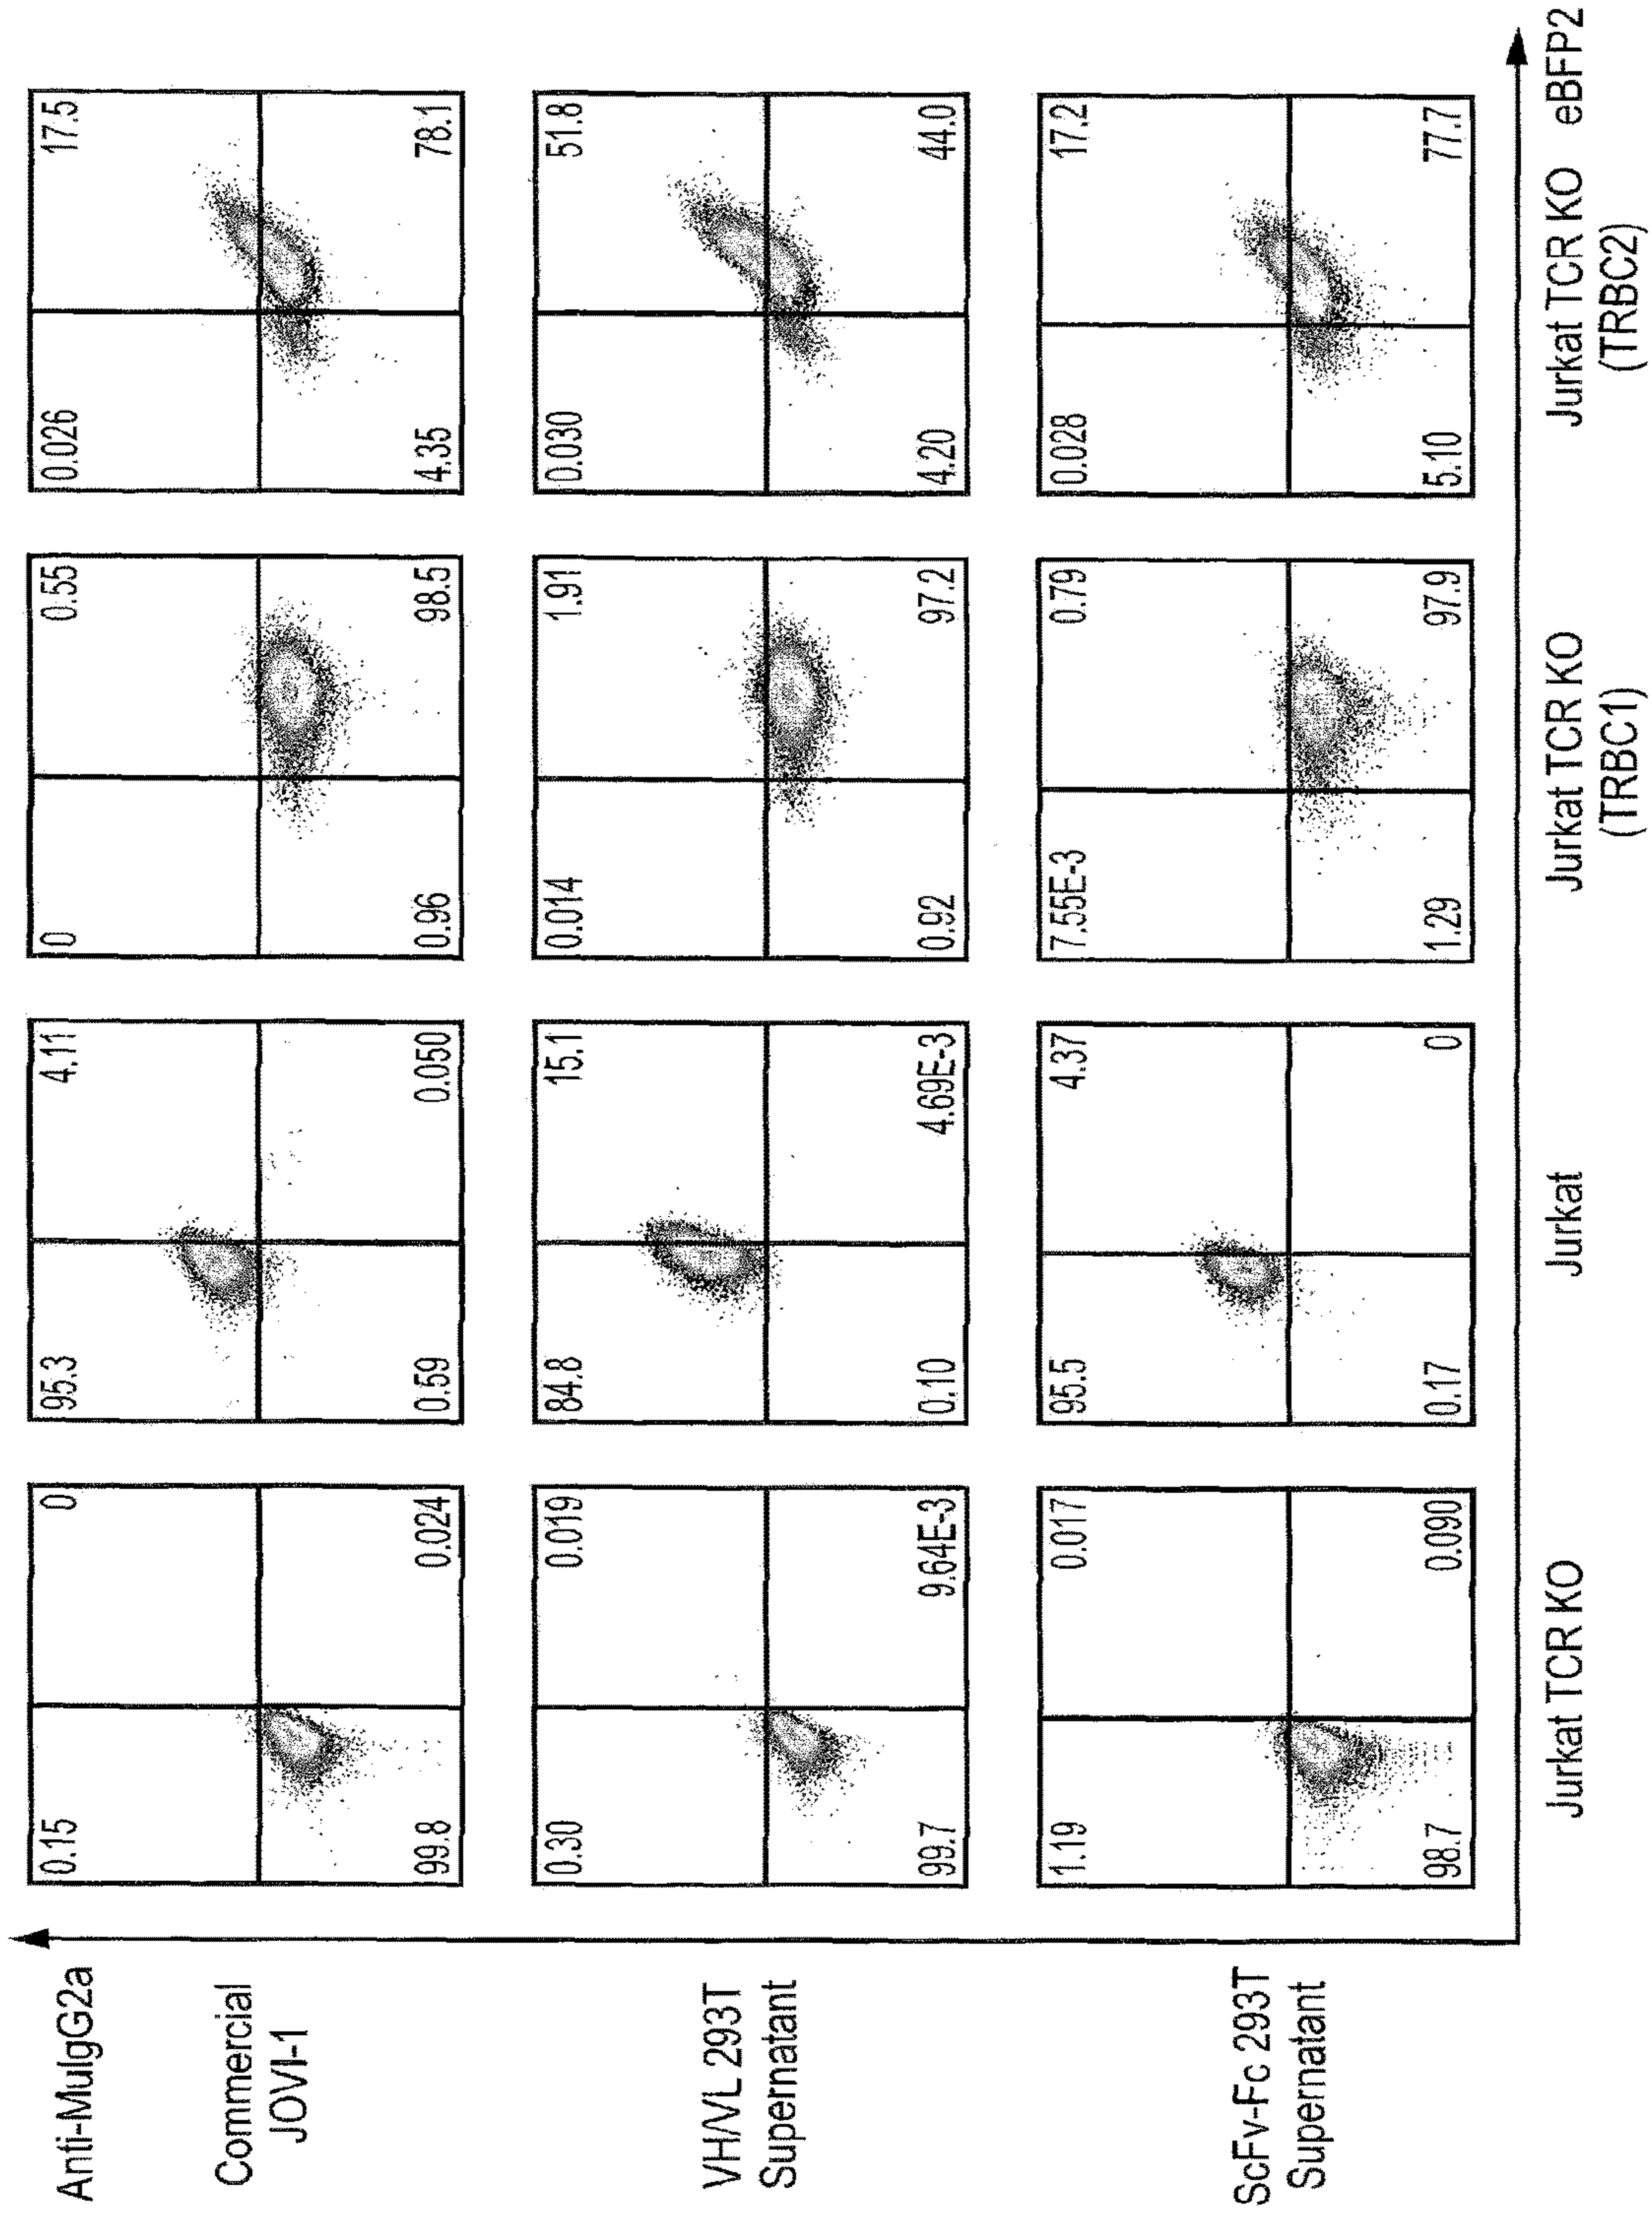 Anti-MuIgG2a
Commercial
JOVI-1
0.15 0
99.8 0.024
95.3 4.11
0.59 0.050
0 0.55
0.96 98.5
0.026 17.5
4.35 78.1
VH/VL 293T
Supernatant
0.30 0.019
99.7 9.64E-3
84.8 15.1
0.10 4.69E-3
0.014 1.91
0.92 97.2
0.030 51.8
4.20 44.0
ScFv-Fc 293T
Supernatant
1.19 0.017
98.7 0.090
95.5 4.37
0.17 0
7.55E-3 0.79
1.29 97.9
0.028 17.2
5.10 77.7
Jurkat TCR KO
Jurkat
Jurkat TCR KO
(TRBC1)
Jurkat TCR KO
(TRBC2)
eBFP2